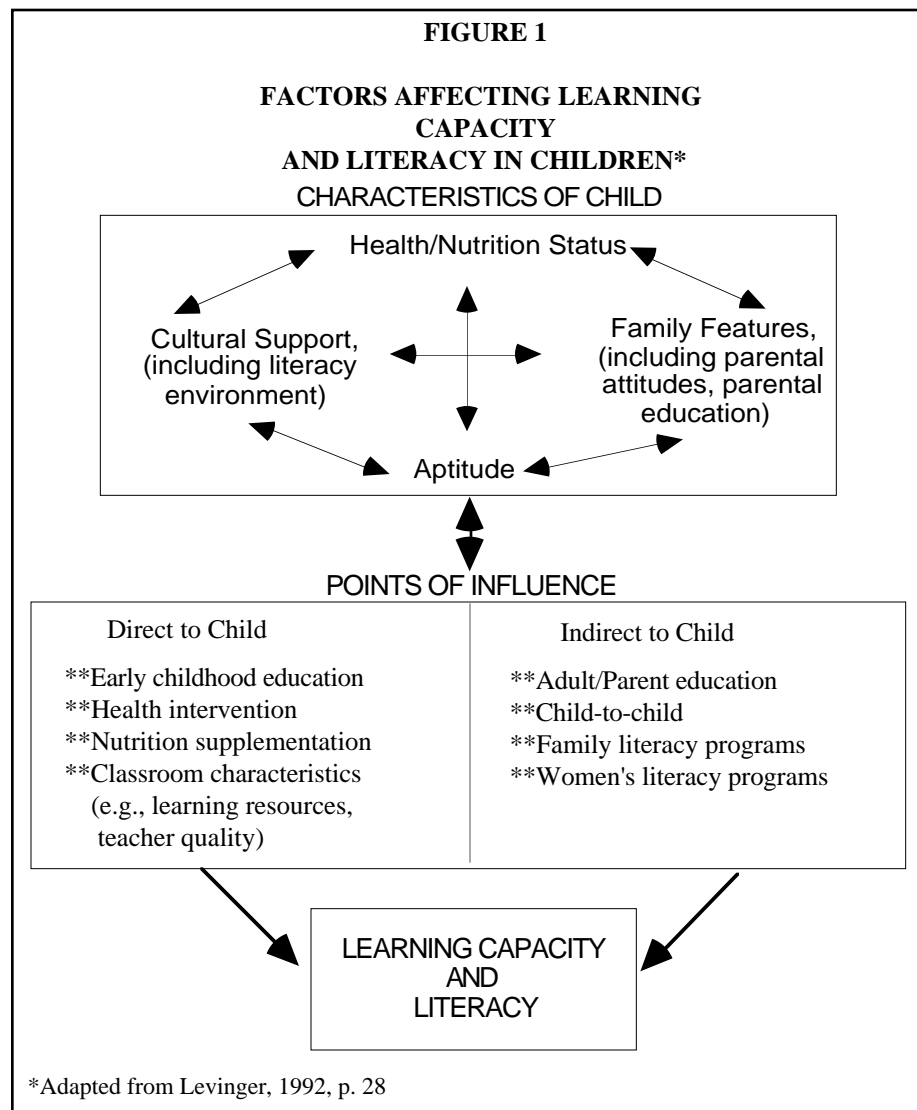 FIGURE 1
FACTORS AFFECTING LEARNING
CAPACITY
AND LITERACY IN CHILDREN*
CHARACTERISTICS OF CHILD
Health/Nutrition Status
Cultural Support,
(including literacy
environment)
Family Features,
(including parental
attitudes, parental
education)
Aptitude
POINTS OF INFLUENCE
Direct to Child
**Early childhood education
**Health intervention
**Nutrition supplementation
**Classroom characteristics
(e.g., learning resources,
teacher quality)
Indirect to Child
**Adult/Parent education
**Child-to-child
**Family literacy programs
**Women's literacy programs
LEARNING CAPACITY
AND
LITERACY
*Adapted from Levinger, 1992, p. 28